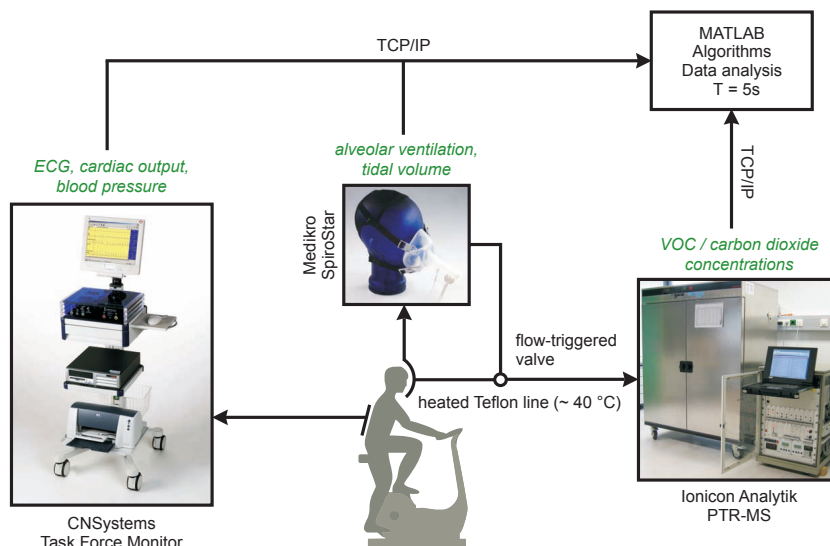 TCP/IP
MATLAB
Algorithms
Data analysis
T = 5s
ECG, cardiac output,
blood pressure
alveolar ventilation,
tidal volume
TCP/IP
Medikro
SpiroStar
VOC / carbon dioxide
concentrations
flow-triggered
valve
heated Teflon line (~ 40 °C)
CNSystems
Task Force Monitor
Ionicon Analytik
PTR-MS